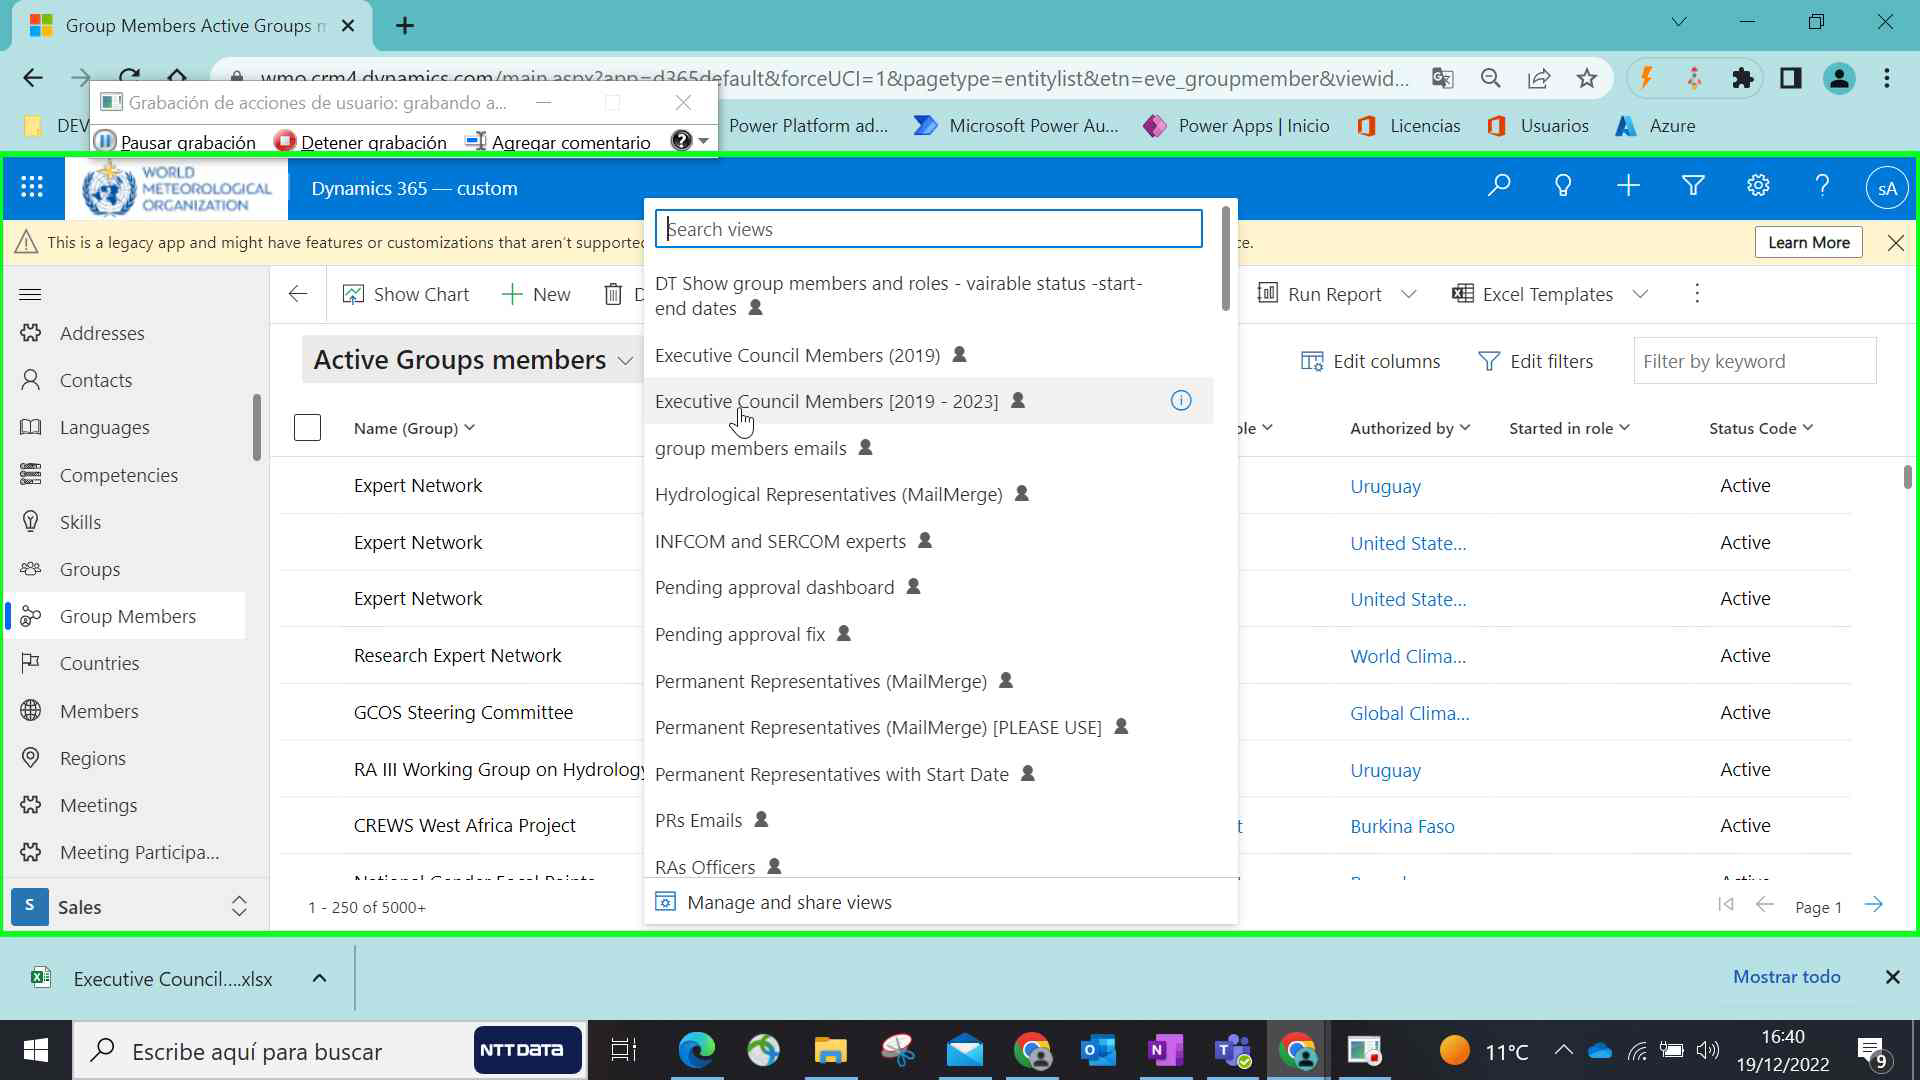 Group Members Active Groups m
wmo.crm4.dynamics.com/main.aspx?app=d365default&forceUCI=1&pagetype=entitylist&etn=eve_groupmember&viewid...
Grabación de acciones de usuario: grabando a...
Pausar grabación
Detener grabación
Agregar comentario
DEV
Power Platform ad...
Microsoft Power Au...
Power Apps | Inicio
Licencias
Usuarios
Azure
WORLD
METEOROLOGICAL
ORGANIZATION
Dynamics 365 — custom
sA
This is a legacy app and might have features or customizations that aren't supported
ce.
Learn More
Show Chart
New
D
Run Report
Excel Templates
Active Groups members
Edit columns
Edit filters
Filter by keyword
Addresses
Contacts
Languages
Competencies
Skills
Groups
Group Members
Countries
Members
Regions
Meetings
Meeting Participa...
S Sales
Search views
DT Show group members and roles - vairable status -start-
end dates
Executive Council Members (2019)
Executive Council Members [2019 - 2023]
group members emails
Hydrological Representatives (MailMerge)
INFCOM and SERCOM experts
Pending approval dashboard
Pending approval fix
Permanent Representatives (MailMerge)
Permanent Representatives (MailMerge) [PLEASE USE]
Permanent Representatives with Start Date
PRs Emails
RAs Officers
Manage and share views
Name (Group)
ole
Authorized by
Started in role
Status Code
Expert Network
Uruguay
Active
Expert Network
United State...
Active
Expert Network
United State...
Active
Research Expert Network
World Clima...
Active
GCOS Steering Committee
Global Clima...
Active
RA III Working Group on Hydrology
Uruguay
Active
CREWS West Africa Project
t
Burkina Faso
Active
1 - 250 of 5000+
Page 1
Executive Council....xlsx
Mostrar todo
Escribe aquí para buscar
NTT DATA
11°C
16:40
19/12/2022
9